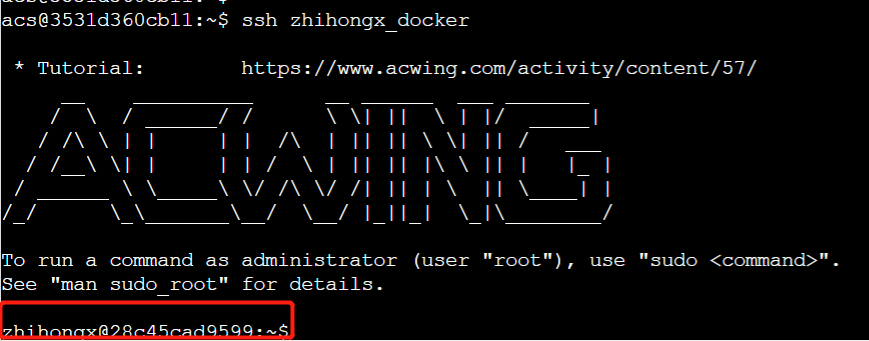 acs@3531d360cb11:~$ ssh zhihongx_docker
* Tutorial: https://www.acwing.com/activity/content/57/
ACWING
To run a command as administrator (user "root"), use "sudo <command>".
See "man sudo_root" for details.
zhihongx@28c45cad9599:~$